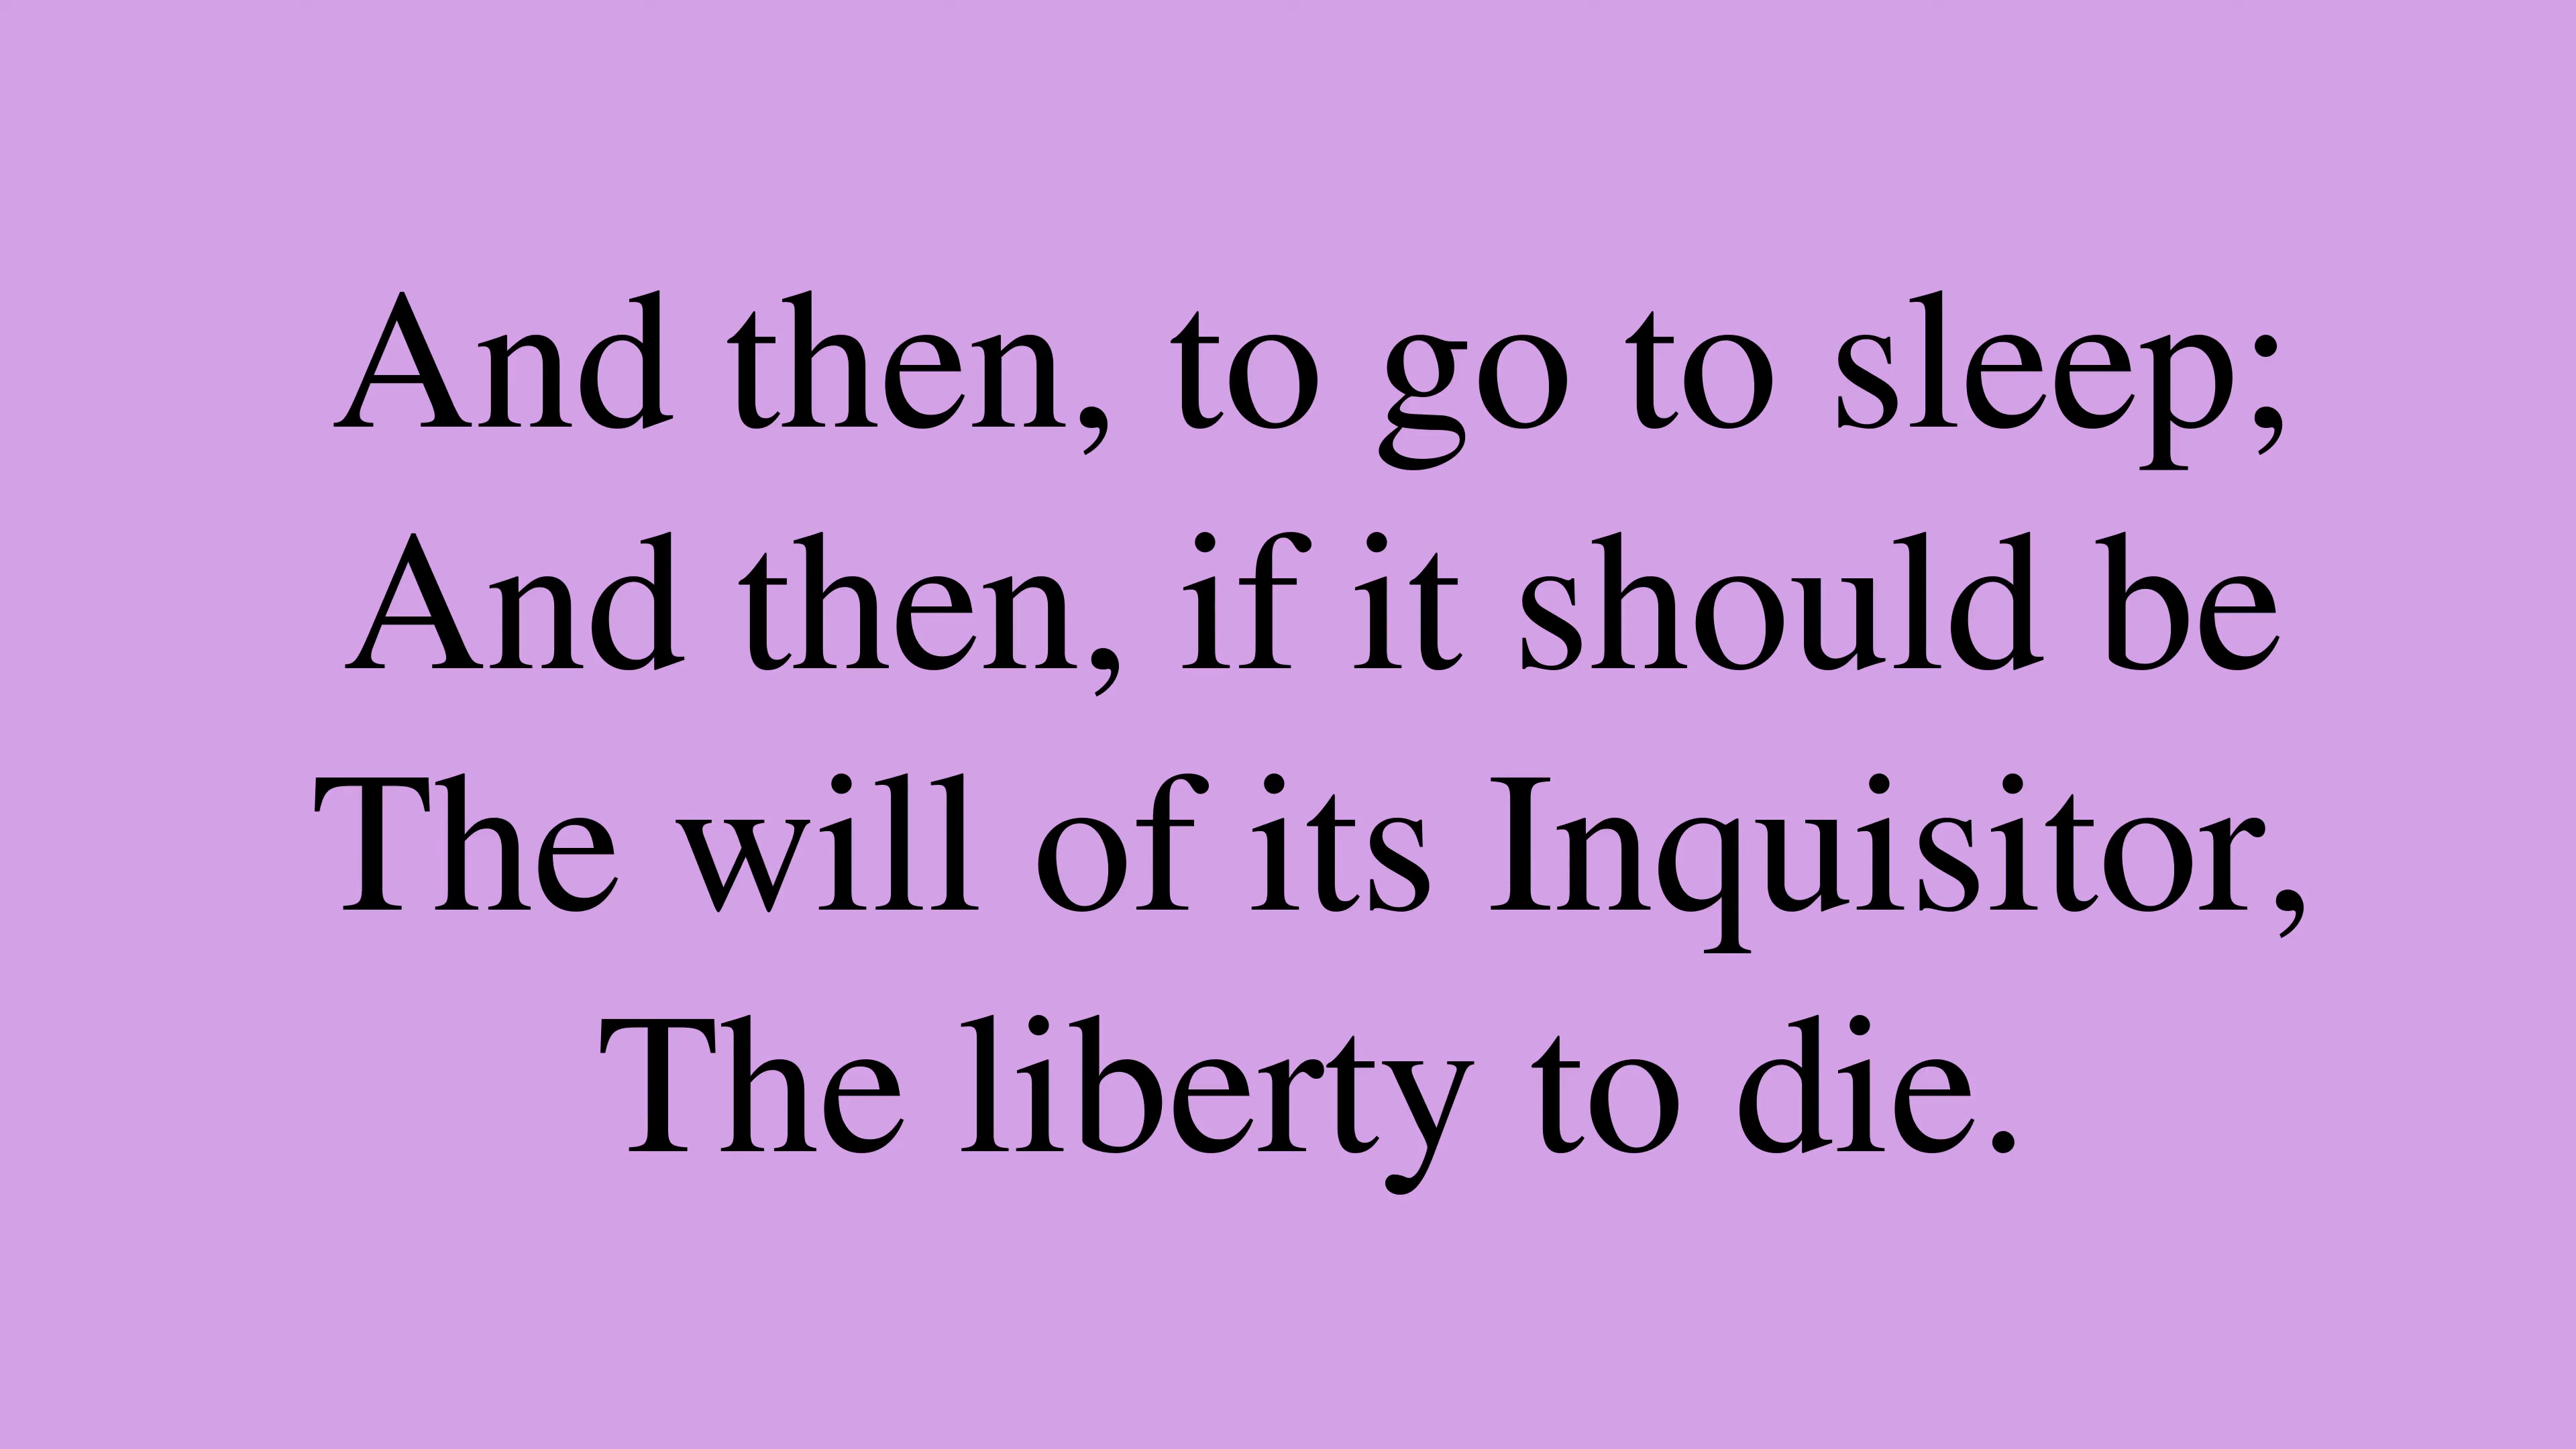 And then, to go to sleep;
And then, if it should be
The will of its Inquisitor,
The liberty to die.